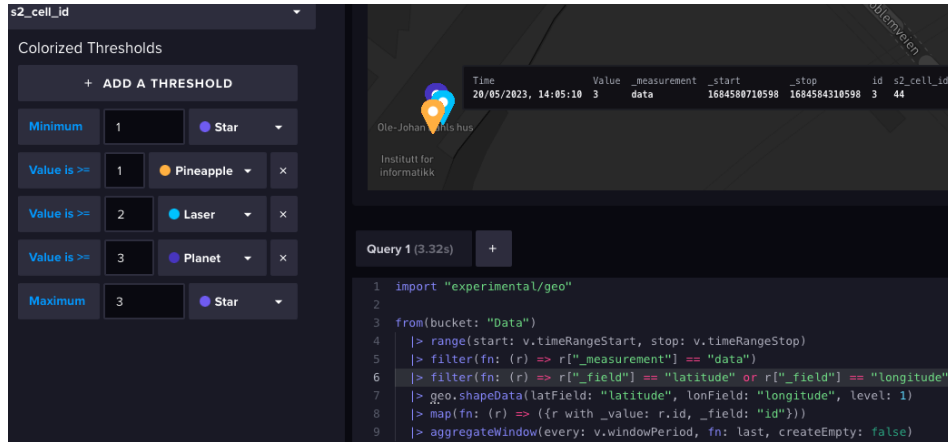 s2_cell_id
Colorized Thresholds
+ ADD A THRESHOLD
Minimum 1 Star
Value is >= 1 Pineapple ×
Value is >= 2 Laser ×
Value is >= 3 Planet ×
Maximum 3 Star
oblemveien
Time Value _measurement _start _stop id s2_cell_id
20/05/2023, 14:05:10 3 data 1684580710598 1684584310598 3 44
Ole-Johan hls hus
Institutt for
informatikk
Query 1 (3.32s) +
1 import "experimental/geo"
2
3 from(bucket: "Data")
4 |> range(start: v.timeRangeStart, stop: v.timeRangeStop)
5 |> filter(fn: (r) => r["_measurement"] == "data")
6 |> filter(fn: (r) => r["_field"] == "latitude" or r["_field"] == "longitude"
7 |> geo.shapeData(latField: "latitude", lonField: "longitude", level: 1)
8 |> map(fn: (r) => ({r with _value: r.id, _field: "id"}))
9 |> aggregateWindow(every: v.windowPeriod, fn: last, createEmpty: false)